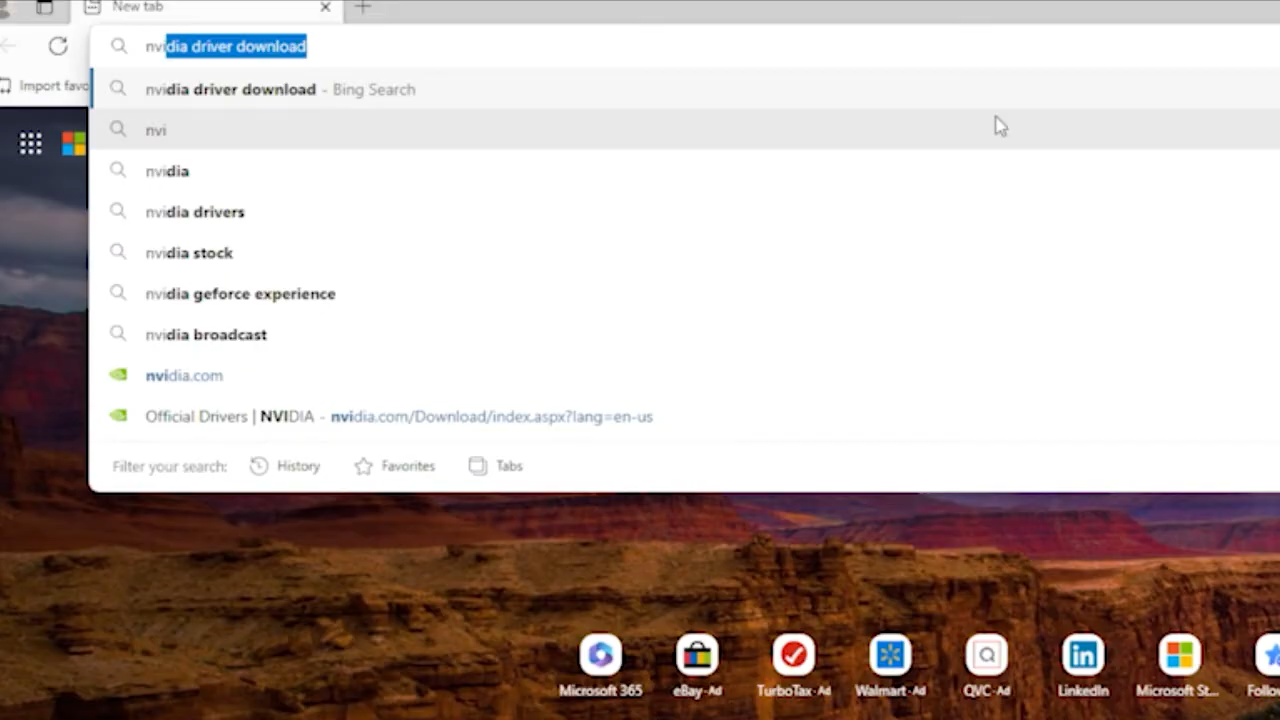 New tab
nvidia driver download
Import favo
nvidia driver download - Bing Search
nvi
nvidia
nvidia drivers
nvidia stock
nvidia geforce experience
nvidia broadcast
nvidia.com
Official Drivers | NVIDIA - nvidia.com/Download/index.aspx?lang=en-us
Filter your search: History Favorites Tabs
Microsoft 365 eBay · Ad TurboTax · Ad Walmart · Ad QVC · Ad LinkedIn Microsoft St... Follo